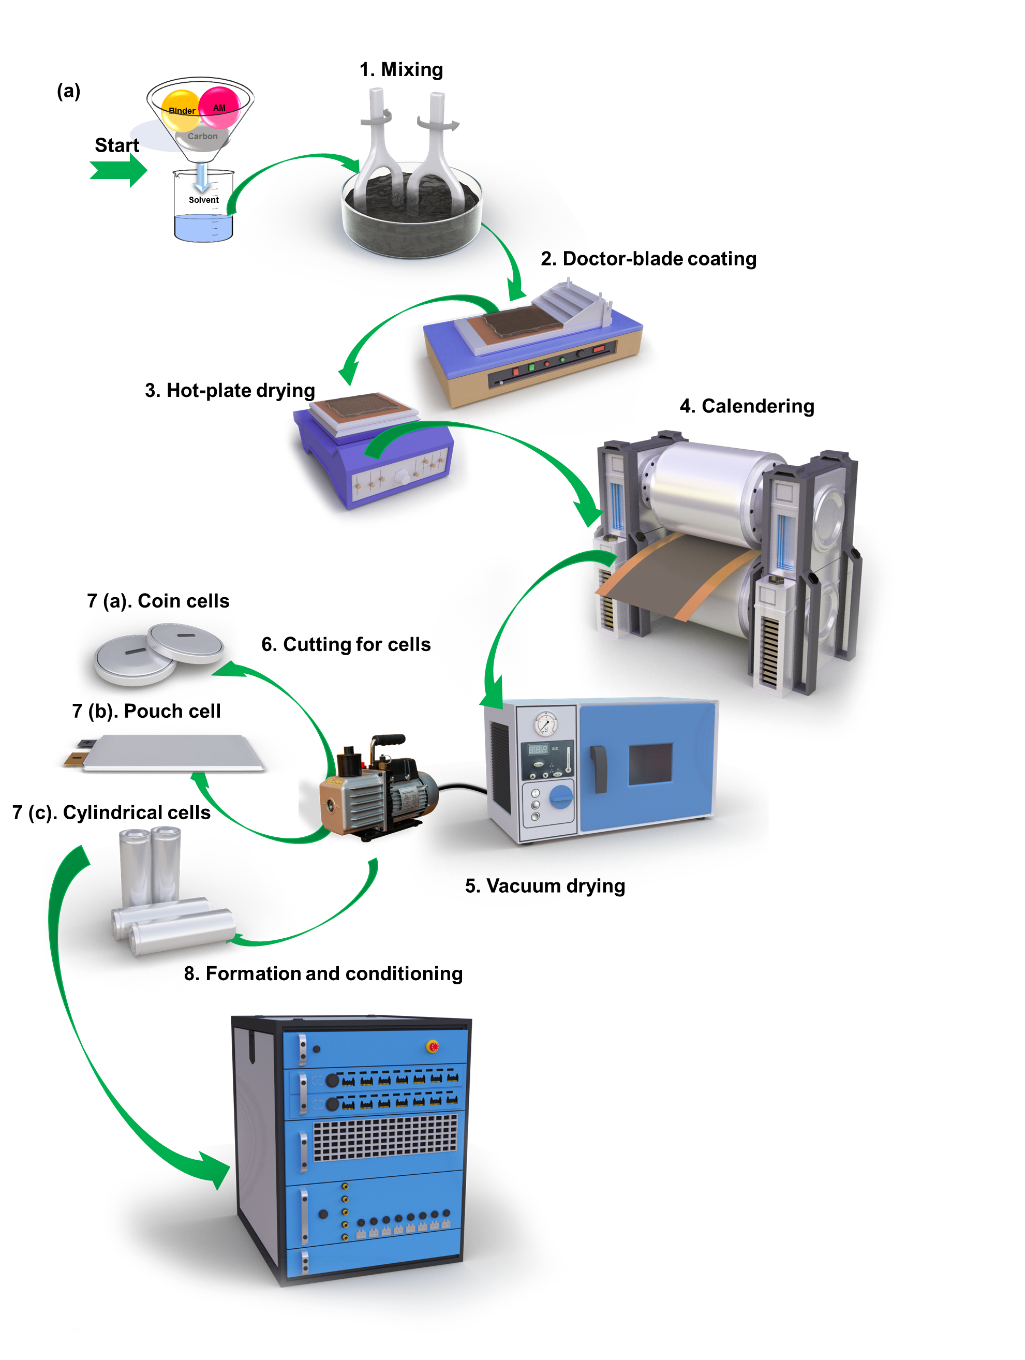 (a)
Start
Binder
AM
Carbon
Solvent
1. Mixing
2. Doctor-blade coating
3. Hot-plate drying
4. Calendering
5. Vacuum drying
6. Cutting for cells
7 (a). Coin cells
7 (b). Pouch cell
7 (c). Cylindrical cells
8. Formation and conditioning